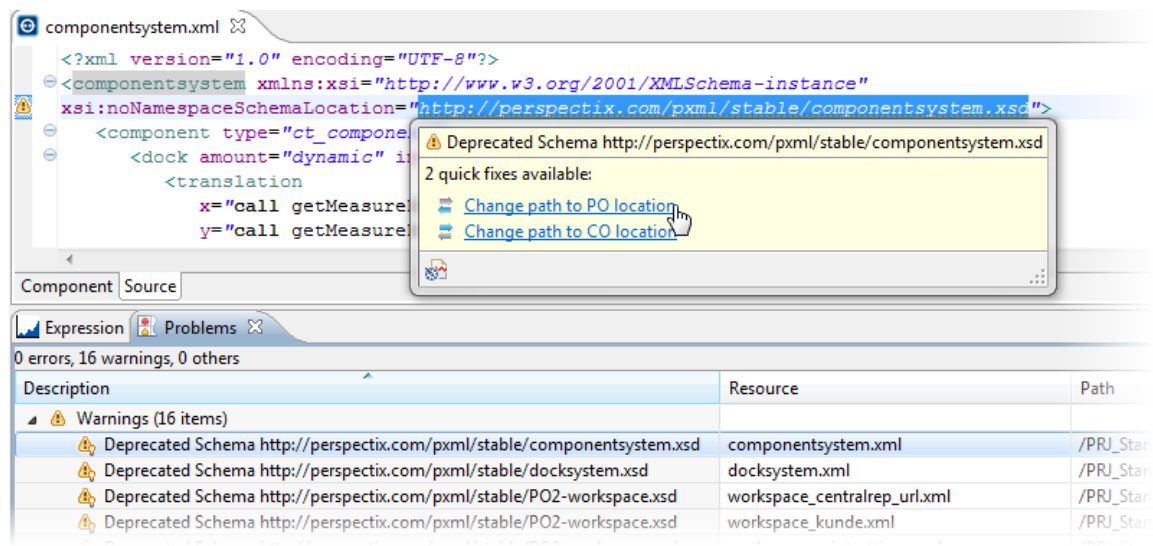 componentsystem.xml
<?xml version="1.0" encoding="UTF-8"?>
<componentsystem xmlns:xsi="http://www.w3.org/2001/XMLSchema-instance"
xsi:noNamespaceSchemaLocation="http://perspectix.com/pxml/stable/componentsystem.xsd">
<component type="ct_compone
<dock amount="dynamic" i
<translation
x="call getMeasure
y="call getMeasure
Deprecated Schema http://perspectix.com/pxml/stable/componentsystem.xsd
2 quick fixes available:
Change path to PO location
Change path to CO location
Component Source
Expression Problems
0 errors, 16 warnings, 0 others
Description Resource Path
Warnings (16 items)
Deprecated Schema http://perspectix.com/pxml/stable/componentsystem.xsd componentsystem.xml /PRJ_Stan
Deprecated Schema http://perspectix.com/pxml/stable/docksystem.xsd docksystem.xml /PRJ_Stan
Deprecated Schema http://perspectix.com/pxml/stable/PO2-workspace.xsd workspace_centralrep_url.xml /PRJ_Stan
Deprecated Schema http://perspectix.com/pxml/stable/PO2-workspace.xsd workspace_kunde.xml /PRJ_Stan